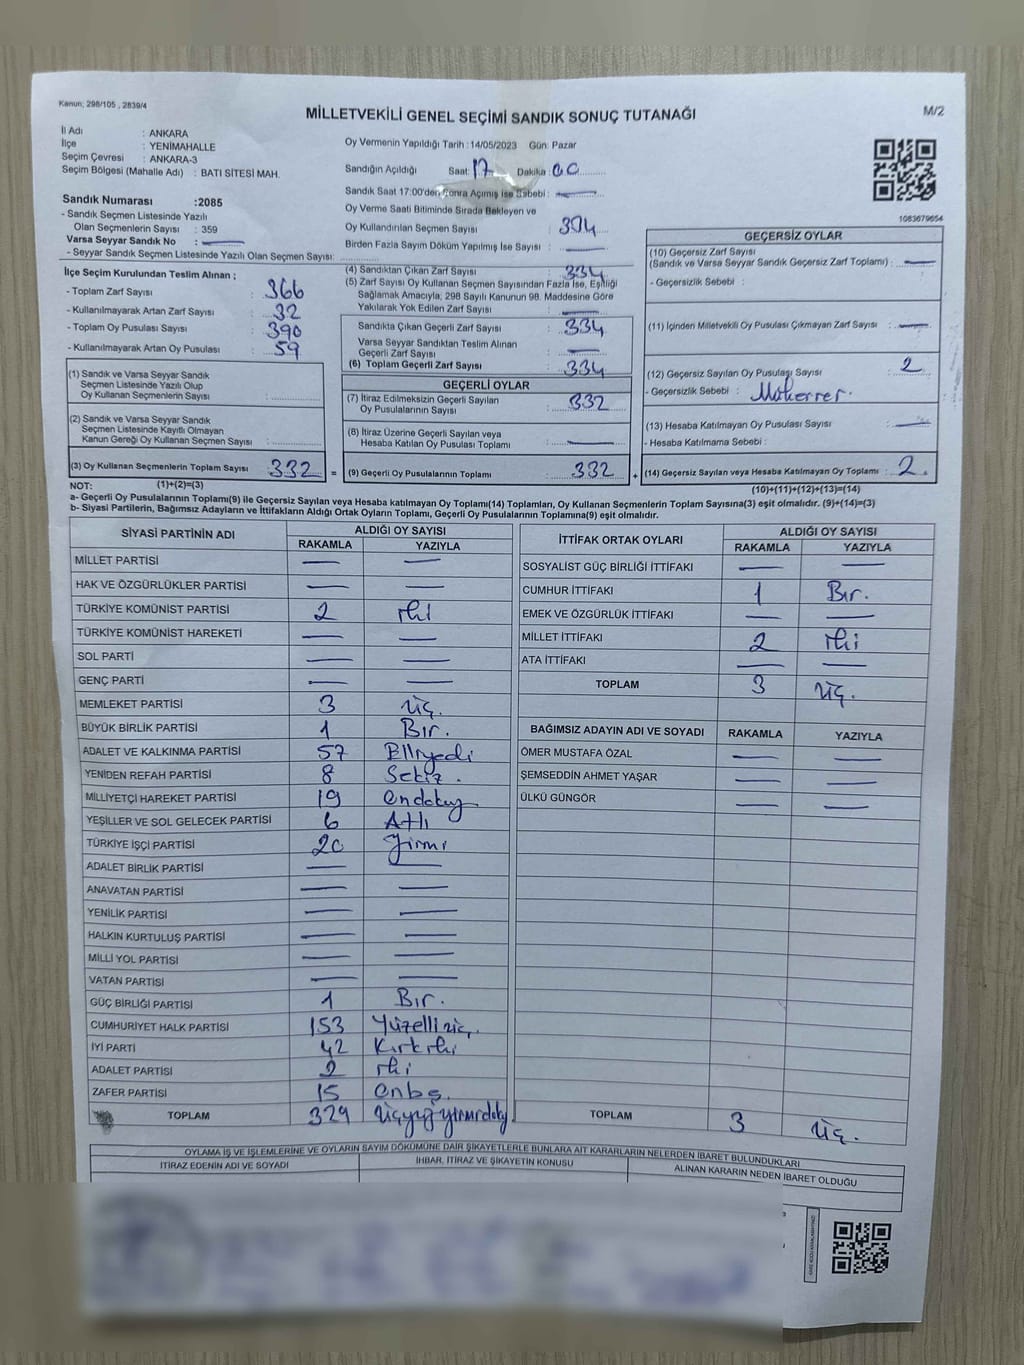 Kanun; 298/105 , 2839/4
MİLLETVEKİLİ GENEL SEÇİMİ SANDIK SONUÇ TUTANAĞI
M/2
İl Adı : ANKARA
İlçe : YENİMAHALLE
Seçim Çevresi : ANKARA-3
Seçim Bölgesi (Mahalle Adı) : BATI SİTESİ MAH.
Sandık Numarası :2085
- Sandık Seçmen Listesinde Yazılı
Olan Seçmenlerin Sayısı : 359
Varsa Seyyar Sandık No : —
- Seyyar Sandık Seçmen Listesinde Yazılı Olan Seçmen Sayısı:
Oy Vermenin Yapıldığı Tarih : 14/05/2023 Gün: Pazar
Sandığın Açıldığı Saat: 17 Dakika : 00
Sandık Saat 17:00'den Sonra Açımış İse Sebebi : —
Oy Verme Saati Bitiminde Sırada Bekleyen ve
Oy Kullandırılan Seçmen Sayısı :
Birden Fazla Sayım Döküm Yapılmış İse Sayısı : —
1083679654
İlçe Seçim Kurulundan Teslim Alınan ;
- Toplam Zarf Sayısı : 366
- Kullanılmayarak Artan Zarf Sayısı : 32
- Toplam Oy Pusulası Sayısı : 390
- Kullanılmayarak Artan Oy Pusulası : 59
(1) Sandık ve Varsa Seyyar Sandık
Seçmen Listesinde Yazılı Olup
Oy Kullanan Seçmenlerin Sayısı :
(2) Sandık ve Varsa Seyyar Sandık
Seçmen Listesinde Kayıtlı Olmayan
Kanun Gereği Oy Kullanan Seçmen Sayısı :
(3) Oy Kullanan Seçmenlerin Toplam Sayısı : 332
(1)+(2)=(3)
(4) Sandıktan Çıkan Zarf Sayısı : 334
(5) Zarf Sayısı Oy Kullanan Seçmen Sayısından Fazla İse, Eşitliği
Sağlamak Amacıyla; 298 Sayılı Kanunun 98. Maddesine Göre
Yakılarak Yok Edilen Zarf Sayısı : —
Sandıkta Çıkan Geçerli Zarf Sayısı : 334
Varsa Seyyar Sandıktan Teslim Alınan
Geçerli Zarf Sayısı : —
(6) Toplam Geçerli Zarf Sayısı : 334
GEÇERLİ OYLAR
(7) İtiraz Edilmeksizin Geçerli Sayılan
Oy Pusulalarının Sayısı : 332
(8) İtiraz Üzerine Geçerli Sayılan veya
Hesaba Katılan Oy Pusulası Toplamı : —
= (9) Geçerli Oy Pusulalarının Toplamı : 332
GEÇERSİZ OYLAR
(10) Geçersiz Zarf Sayısı
(Sandık ve Varsa Seyyar Sandık Geçersiz Zarf Toplamı) : —
- Geçersizlik Sebebi :
(11) İçinden Milletvekili Oy Pusulası Çıkmayan Zarf Sayısı : —
(12) Geçersiz Sayılan Oy Pusulası Sayısı : 2
- Geçersizlik Sebebi : Mükerrer.
(13) Hesaba Katılmayan Oy Pusulası Sayısı : —
- Hesaba Katılmama Sebebi :
+ (14) Geçersiz Sayılan veya Hesaba Katılmayan Oy Toplamı : 2.
(10)+(11)+(12)+(13)=(14)
NOT:
a- Geçerli Oy Pusulalarının Toplamı(9) ile Geçersiz Sayılan veya Hesaba katılmayan Oy Toplamı(14) Toplamları, Oy Kullanan Seçmenlerin Toplam Sayısına(3) eşit olmalıdır. (9)+(14)=(3)
b- Siyasi Partilerin, Bağımsız Adayların ve İttifakların Aldığı Ortak Oyların Toplamı, Geçerli Oy Pusulalarının Toplamına(9) eşit olmalıdır.
SİYASİ PARTİNİN ADI ALDIĞI OY SAYISI
RAKAMLA YAZIYLA
MİLLET PARTİSİ — —
HAK VE ÖZGÜRLÜKLER PARTİSİ — —
TÜRKİYE KOMÜNİST PARTİSİ 2 iki
TÜRKİYE KOMÜNİST HAREKETİ — —
SOL PARTİ — —
GENÇ PARTİ — —
MEMLEKET PARTİSİ 3 üç.
BÜYÜK BİRLİK PARTİSİ 1 Bir.
ADALET VE KALKINMA PARTİSİ 57 Elliyedi
YENİDEN REFAH PARTİSİ 8 Sekiz.
MİLLİYETÇİ HAREKET PARTİSİ 19 ondokuz
YEŞİLLER VE SOL GELECEK PARTİSİ 6 Altı
TÜRKİYE İŞÇİ PARTİSİ 20 Yirmi
ADALET BİRLİK PARTİSİ — —
ANAVATAN PARTİSİ — —
YENİLİK PARTİSİ — —
HALKIN KURTULUŞ PARTİSİ — —
MİLLİ YOL PARTİSİ — —
VATAN PARTİSİ — —
GÜÇ BİRLİĞİ PARTİSİ 1 Bir.
CUMHURİYET HALK PARTİSİ 153 Yüzelliüç.
İYİ PARTİ 42 Kırkiki
ADALET PARTİSİ 2 iki
ZAFER PARTİSİ 15 onbeş.
TOPLAM 329 üçyüzyirmidokuz
İTTİFAK ORTAK OYLARI ALDIĞI OY SAYISI
RAKAMLA YAZIYLA
SOSYALİST GÜÇ BİRLİĞİ İTTİFAKI — —
CUMHUR İTTİFAKI 1 Bir.
EMEK VE ÖZGÜRLÜK İTTİFAKI — —
MİLLET İTTİFAKI 2 iki
ATA İTTİFAKI — —
TOPLAM 3 üç.
BAĞIMSIZ ADAYIN ADI VE SOYADI RAKAMLA YAZIYLA
ÖMER MUSTAFA ÖZAL — —
ŞEMSEDDİN AHMET YAŞAR — —
ÜLKÜ GÜNGÖR — —
TOPLAM 3 üç.
OYLAMA İŞ VE İŞLEMLERİNE VE OYLARIN SAYIM DÖKÜMÜNE DAİR ŞİKAYETLERLE BUNLARA AİT KARARLARIN NELERDEN İBARET BULUNDUKLARI
İTİRAZ EDENİN ADI VE SOYADI İHBAR, İTİRAZ VE ŞİKAYETİN KONUSU ALINAN KARARIN NEDEN İBARET OLDUĞU